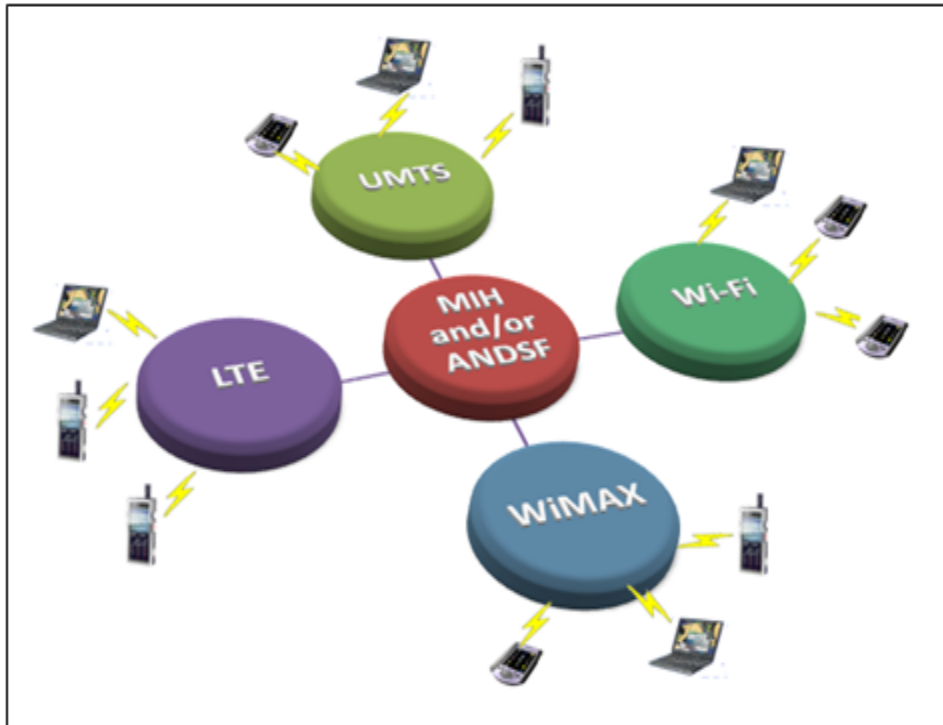 UMTS
Wi-Fi
MIH
and/or
ANDSF
LTE
WiMAX